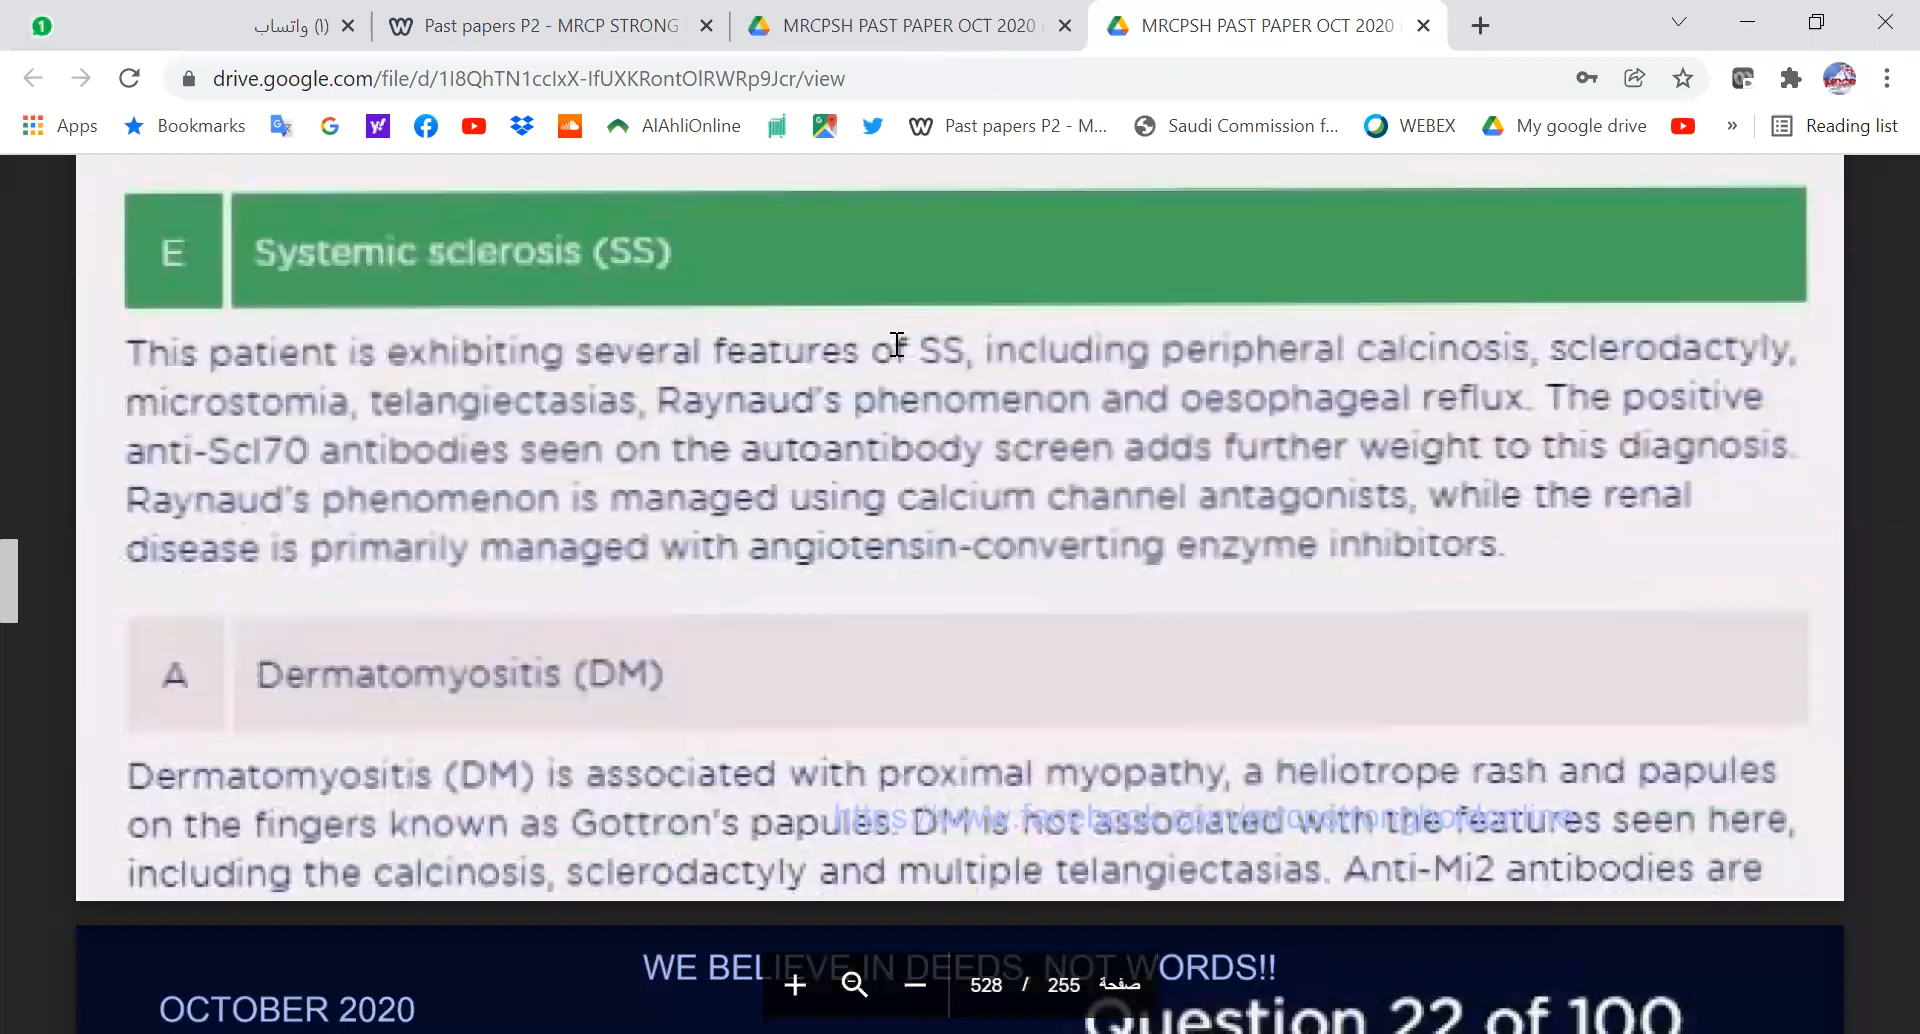 1
واتساب (1)
Past papers P2 - MRCP STRONG
MRCPSH PAST PAPER OCT 2020
MRCPSH PAST PAPER OCT 2020
drive.google.com/file/d/1I8QhTN1ccIxX-IfUXKRontOlRWRp9Jcr/view
Apps
Bookmarks
AlAhliOnline
Past papers P2 - M...
Saudi Commission f...
WEBEX
My google drive
»
Reading list
E Systemic sclerosis (SS)
This patient is exhibiting several features of SS, including peripheral calcinosis, sclerodactyly,
microstomia, telangiectasias, Raynaud's phenomenon and oesophageal reflux. The positive
anti-Scl70 antibodies seen on the autoantibody screen adds further weight to this diagnosis.
Raynaud's phenomenon is managed using calcium channel antagonists, while the renal
disease is primarily managed with angiotensin-converting enzyme inhibitors.
A Dermatomyositis (DM)
Dermatomyositis (DM) is associated with proximal myopathy, a heliotrope rash and papules
on the fingers known as Gottron's papules. DM is not associated with the features seen here,
including the calcinosis, sclerodactyly and multiple telangiectasias. Anti-Mi2 antibodies are
WE BELIEVE IN DEEDS, NOT WORDS!!
صفحة 255 / 528
OCTOBER 2020
Question 22 of 100